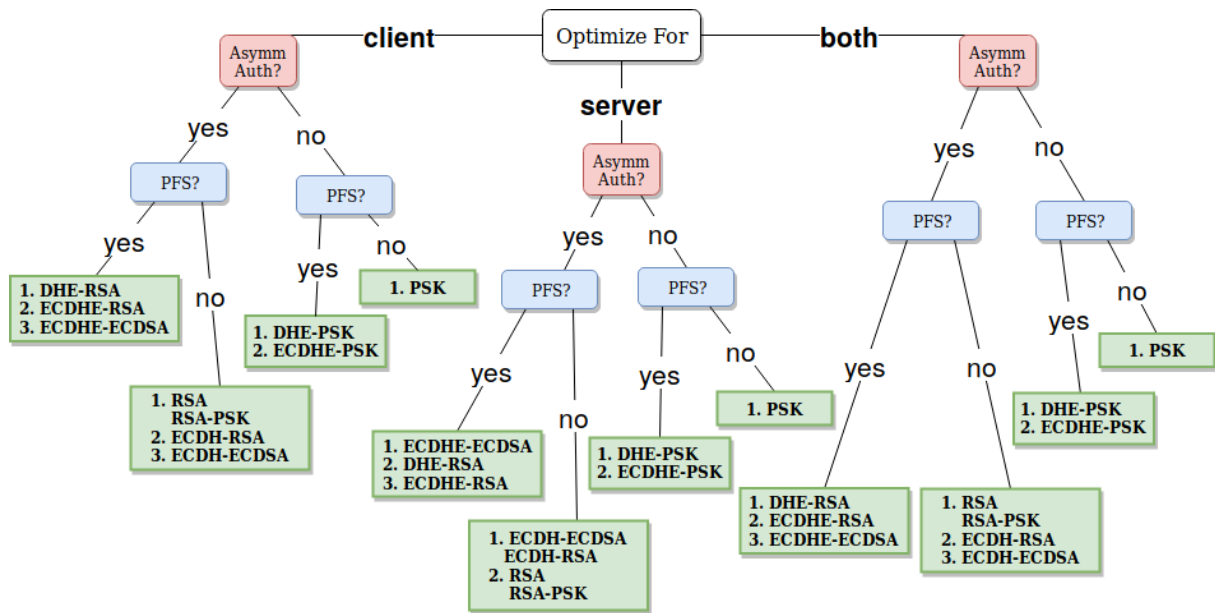 Optimize For
client
server
both
Asymm
Auth?
yes
no
PFS?
yes
no
1. DHE-RSA
2. ECDHE-RSA
3. ECDHE-ECDSA
1. RSA
RSA-PSK
2. ECDH-RSA
3. ECDH-ECDSA
PFS?
yes
no
1. DHE-PSK
2. ECDHE-PSK
1. PSK
Asymm
Auth?
yes
no
PFS?
yes
no
1. ECDHE-ECDSA
2. DHE-RSA
3. ECDHE-RSA
1. ECDH-ECDSA
ECDH-RSA
2. RSA
RSA-PSK
PFS?
yes
no
1. DHE-PSK
2. ECDHE-PSK
1. PSK
Asymm
Auth?
yes
no
PFS?
yes
no
1. DHE-RSA
2. ECDHE-RSA
3. ECDHE-ECDSA
1. RSA
RSA-PSK
2. ECDH-RSA
3. ECDH-ECDSA
PFS?
yes
no
1. DHE-PSK
2. ECDHE-PSK
1. PSK